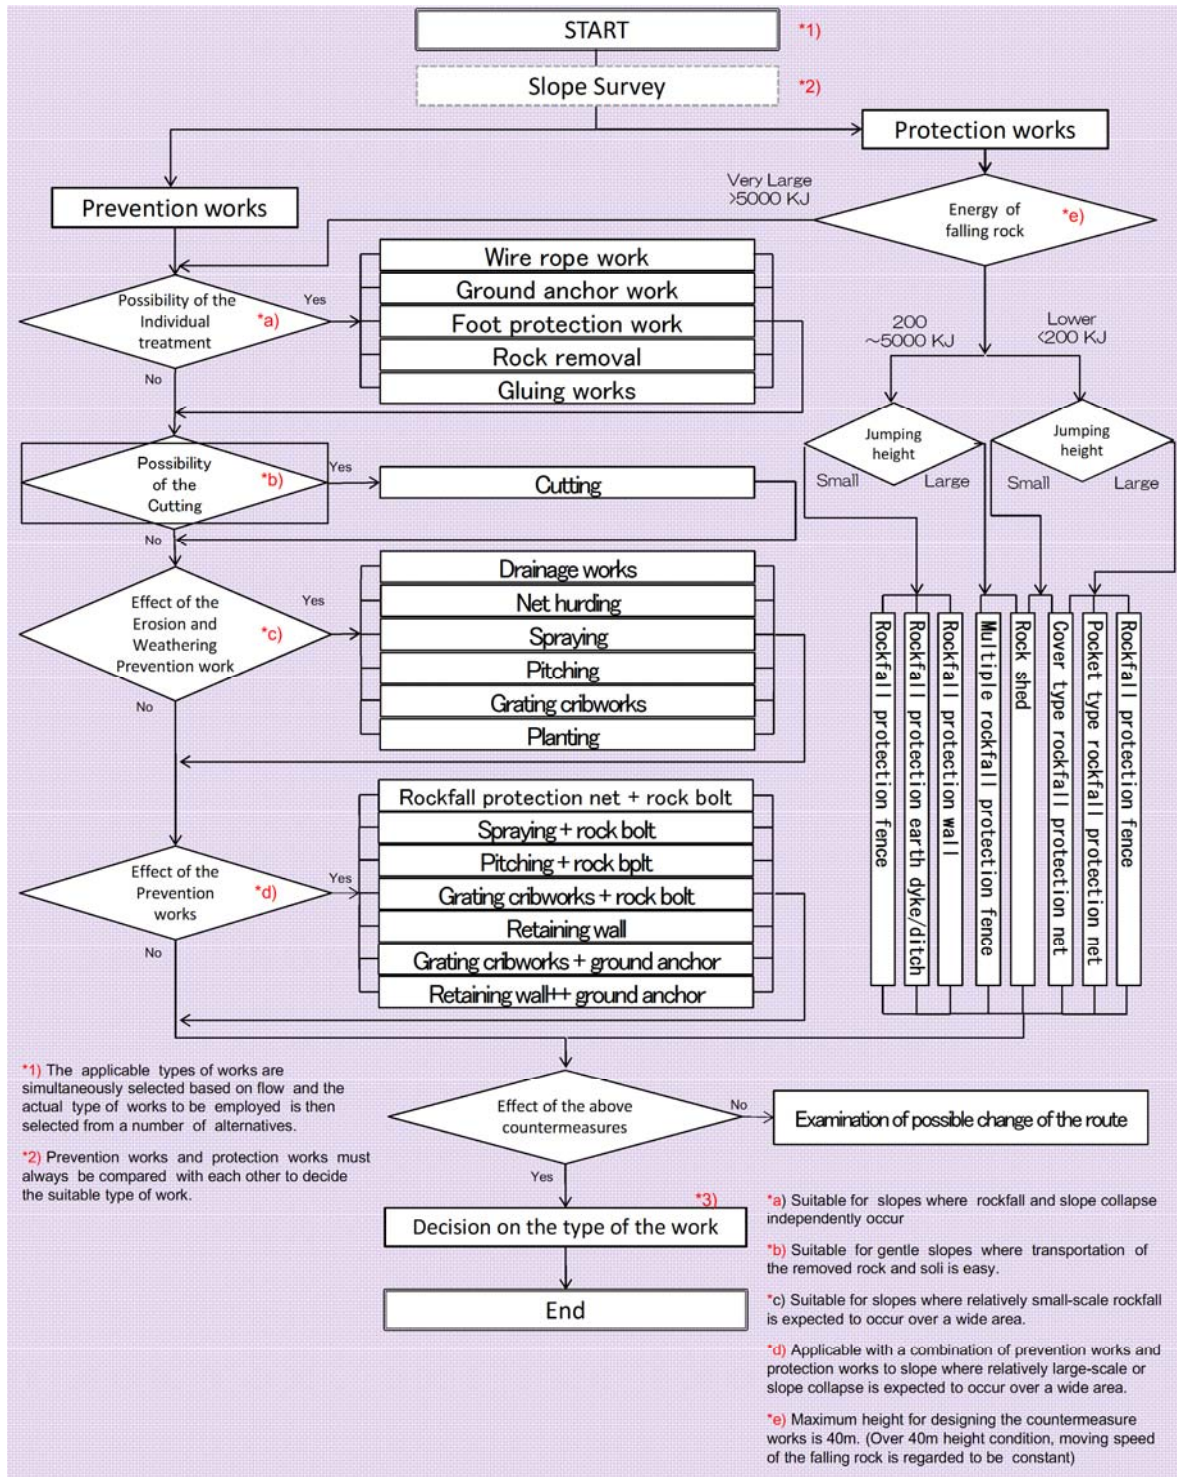 START
*1)
Slope Survey
*2)
Protection works
Prevention works
Very Large
>5000 KJ
Energy of
falling rock
*e)
Possibility of the
Individual
treatment
*a)
Yes
No
Wire rope work
Ground anchor work
Foot protection work
Rock removal
Gluing works
200
~5000 KJ
Lower
<200 KJ
Jumping
height
Small
Large
Jumping
height
Small
Large
Possibility
of the
Cutting
*b)
Yes
No
Cutting
Effect of the
Erosion and
Weathering
Prevention work
*c)
Yes
No
Drainage works
Net hurding
Spraying
Pitching
Grating cribworks
Planting
Rockfall protection fence
Rockfall protection earth dyke/ditch
Rockfall protection wall
Multiple rockfall protection fence
Rock shed
Cover type rockfall protection net
Pocket type rockfall protection net
Rockfall protection fence
Effect of the
Prevention
works
*d)
Yes
No
Rockfall protection net + rock bolt
Spraying + rock bolt
Pitching + rock bplt
Grating cribworks + rock bolt
Retaining wall
Grating cribworks + ground anchor
Retaining wall++ ground anchor
*1) The applicable types of works are
simultaneously selected based on flow and the
actual type of works to be employed is then
selected from a number of alternatives.
*2) Prevention works and protection works must
always be compared with each other to decide
the suitable type of work.
Effect of the above
countermeasures
No
Yes
Examination of possible change of the route
*3)
Decision on the type of the work
End
*a) Suitable for slopes where rockfall and slope collapse
independently occur
*b) Suitable for gentle slopes where transportation of
the removed rock and soli is easy.
*c) Suitable for slopes where relatively small-scale rockfall
is expected to occur over a wide area.
*d) Applicable with a combination of prevention works and
protection works to slope where relatively large-scale or
slope collapse is expected to occur over a wide area.
*e) Maximum height for designing the countermeasure
works is 40m. (Over 40m height condition, moving speed
of the falling rock is regarded to be constant)